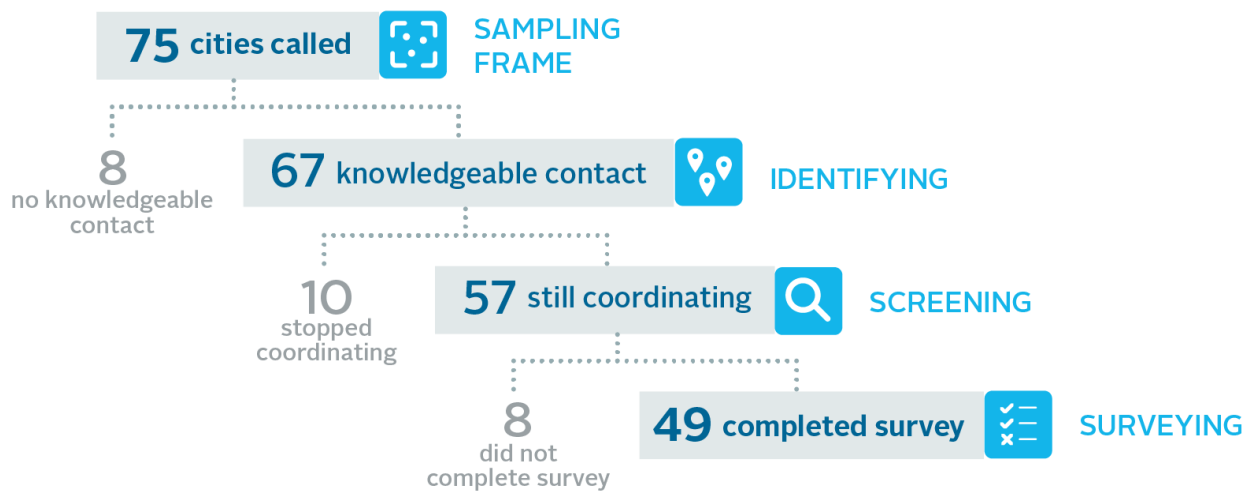 75 cities called
SAMPLING
FRAME
8
no knowledgeable
contact
67 knowledgeable contact
IDENTIFYING
10
stopped
coordinating
57 still coordinating
SCREENING
8
did not
complete survey
49 completed survey
SURVEYING